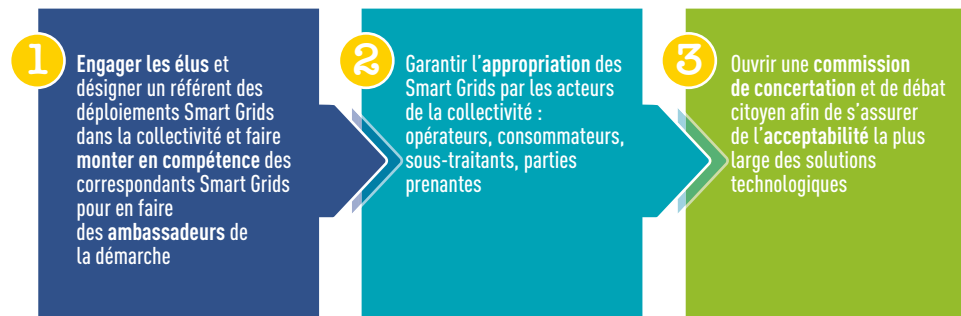 1
Engager les élus et
désigner un référent des
déploiements Smart Grids
dans la collectivité et faire
monter en compétence des
correspondants Smart Grids
pour en faire
des ambassadeurs de
la démarche
2
Garantir l'appropriation des
Smart Grids par les acteurs
de la collectivité :
opérateurs, consommateurs,
sous-traitants, parties
prenantes
3
Ouvrir une commission
de concertation et de débat
citoyen afin de s'assurer
de l'acceptabilité la plus
large des solutions
technologiques